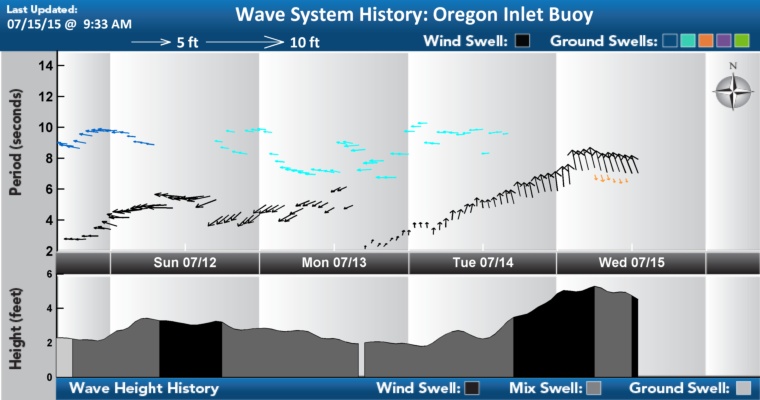 Last Updated:
07/15/15 @ 9:33 AM
Wave System History: Oregon Inlet Buoy
5 ft
10 ft
Wind Swell:
Ground Swells:
N
Period (seconds)
14
12
10
8
6
4
2
Sun 07/12
Mon 07/13
Tue 07/14
Wed 07/15
Height (feet)
6
4
2
0
Wave Height History
Wind Swell:
Mix Swell:
Ground Swell: